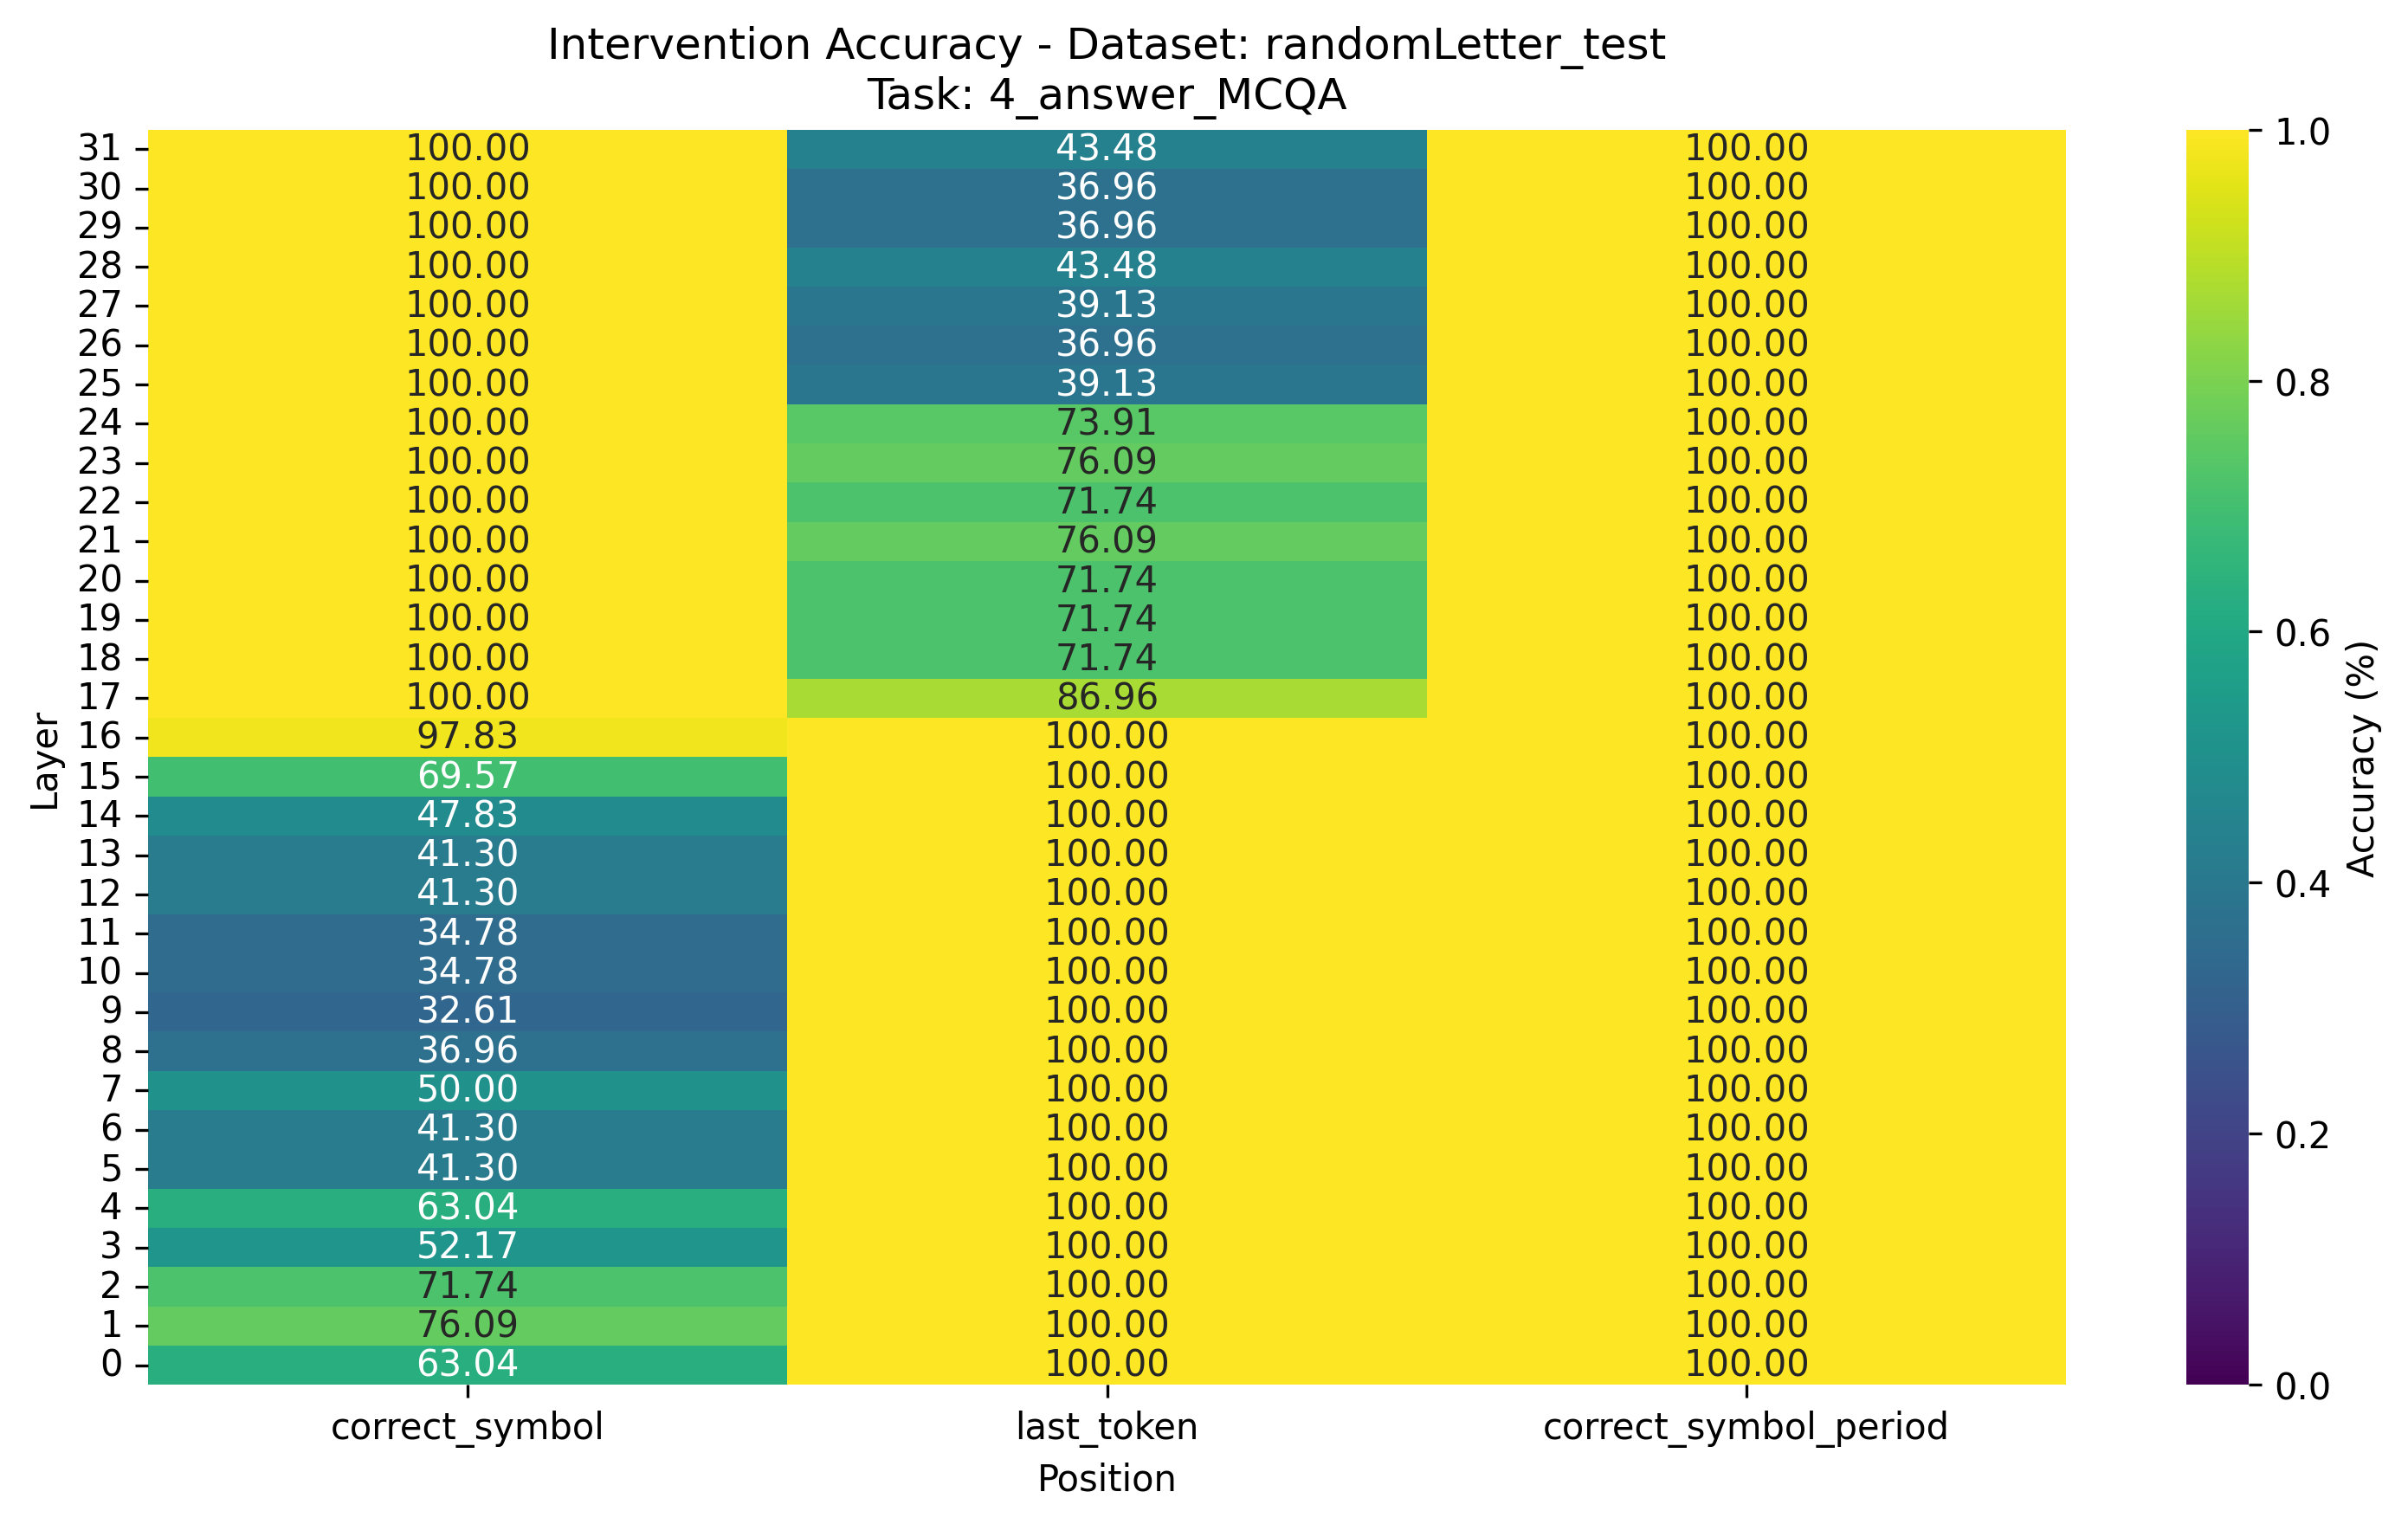 Intervention Accuracy - Dataset: randomLetter_test
Task: 4_answer_MCQA
31 100.00 43.48 100.00
30 100.00 36.96 100.00
29 100.00 36.96 100.00
28 100.00 43.48 100.00
27 100.00 39.13 100.00
26 100.00 36.96 100.00
25 100.00 39.13 100.00
24 100.00 73.91 100.00
23 100.00 76.09 100.00
22 100.00 71.74 100.00
21 100.00 76.09 100.00
20 100.00 71.74 100.00
19 100.00 71.74 100.00
18 100.00 71.74 100.00
17 100.00 86.96 100.00
16 97.83 100.00 100.00
15 69.57 100.00 100.00
14 47.83 100.00 100.00
13 41.30 100.00 100.00
12 41.30 100.00 100.00
11 34.78 100.00 100.00
10 34.78 100.00 100.00
9 32.61 100.00 100.00
8 36.96 100.00 100.00
7 50.00 100.00 100.00
6 41.30 100.00 100.00
5 41.30 100.00 100.00
4 63.04 100.00 100.00
3 52.17 100.00 100.00
2 71.74 100.00 100.00
1 76.09 100.00 100.00
0 63.04 100.00 100.00
correct_symbol last_token correct_symbol_period
Position
Layer
1.0
0.8
0.6
0.4
0.2
0.0
Accuracy (%)